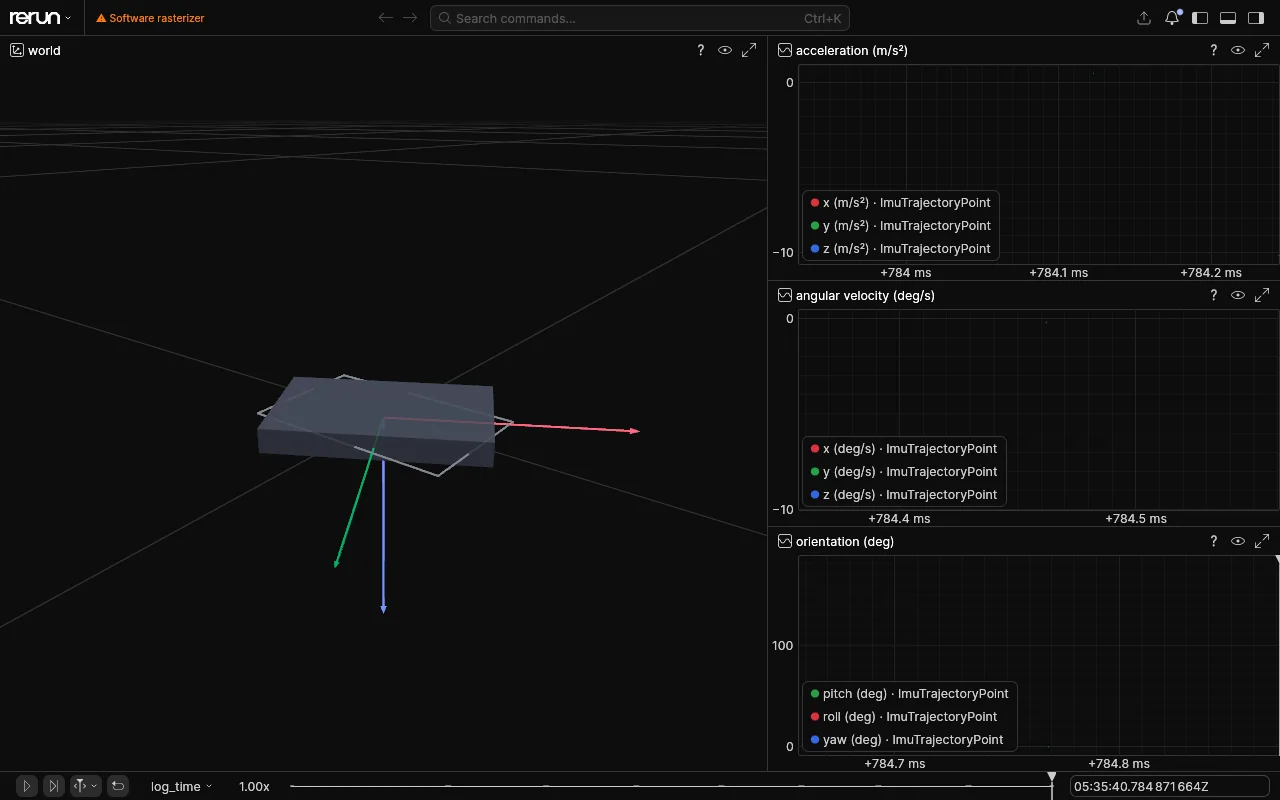 rerun
Software rasterizer
Search commands...
Ctrl+K
world
?
acceleration (m/s²)
?
0
x (m/s²) · ImuTrajectoryPoint
y (m/s²) · ImuTrajectoryPoint
z (m/s²) · ImuTrajectoryPoint
−10
+784 ms
+784.1 ms
+784.2 ms
angular velocity (deg/s)
?
0
x (deg/s) · ImuTrajectoryPoint
y (deg/s) · ImuTrajectoryPoint
z (deg/s) · ImuTrajectoryPoint
−10
+784.4 ms
+784.5 ms
orientation (deg)
?
100
pitch (deg) · ImuTrajectoryPoint
roll (deg) · ImuTrajectoryPoint
yaw (deg) · ImuTrajectoryPoint
0
+784.7 ms
+784.8 ms
log_time
1.00x
05:35:40.784 871 664Z